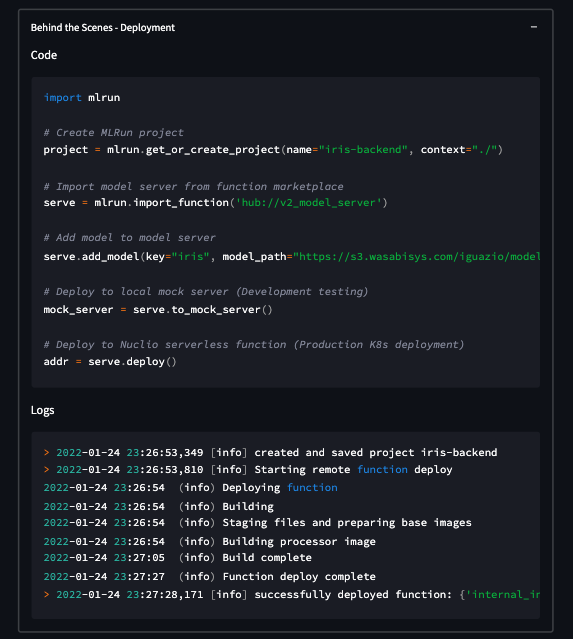 Behind the Scenes - Deployment −
Code
import mlrun
# Create MLRun project
project = mlrun.get_or_create_project(name="iris-backend", context="./")
# Import model server from function marketplace
serve = mlrun.import_function('hub://v2_model_server')
# Add model to model server
serve.add_model(key="iris", model_path="https://s3.wasabisys.com/iguazio/model
# Deploy to local mock server (Development testing)
mock_server = serve.to_mock_server()
# Deploy to Nuclio serverless function (Production K8s deployment)
addr = serve.deploy()
Logs
> 2022-01-24 23:26:53,349 [info] created and saved project iris-backend
> 2022-01-24 23:26:53,810 [info] Starting remote function deploy
2022-01-24 23:26:54  (info) Deploying function
2022-01-24 23:26:54  (info) Building
2022-01-24 23:26:54  (info) Staging files and preparing base images
2022-01-24 23:26:54  (info) Building processor image
2022-01-24 23:27:05  (info) Build complete
2022-01-24 23:27:27  (info) Function deploy complete
> 2022-01-24 23:27:28,171 [info] successfully deployed function: {'internal_in